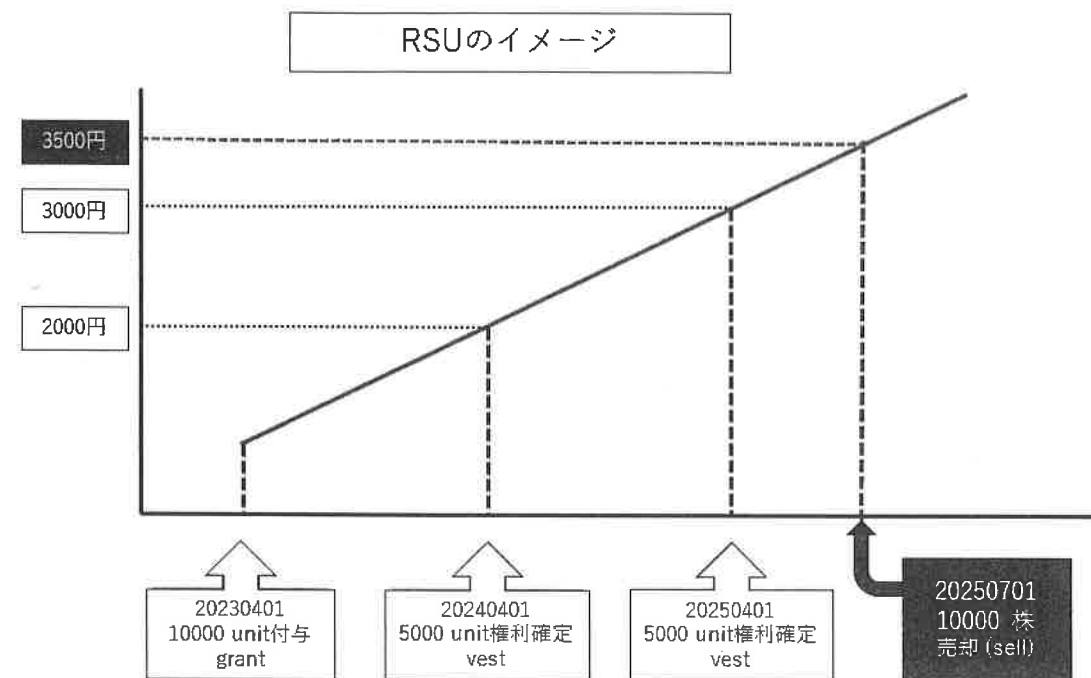 RSUのイメージ
3500円
3000円
2000円
20230401
10000 unit付与
grant
20240401
5000 unit権利確定
vest
20250401
5000 unit権利確定
vest
20250701
10000 株
売却 (sell)